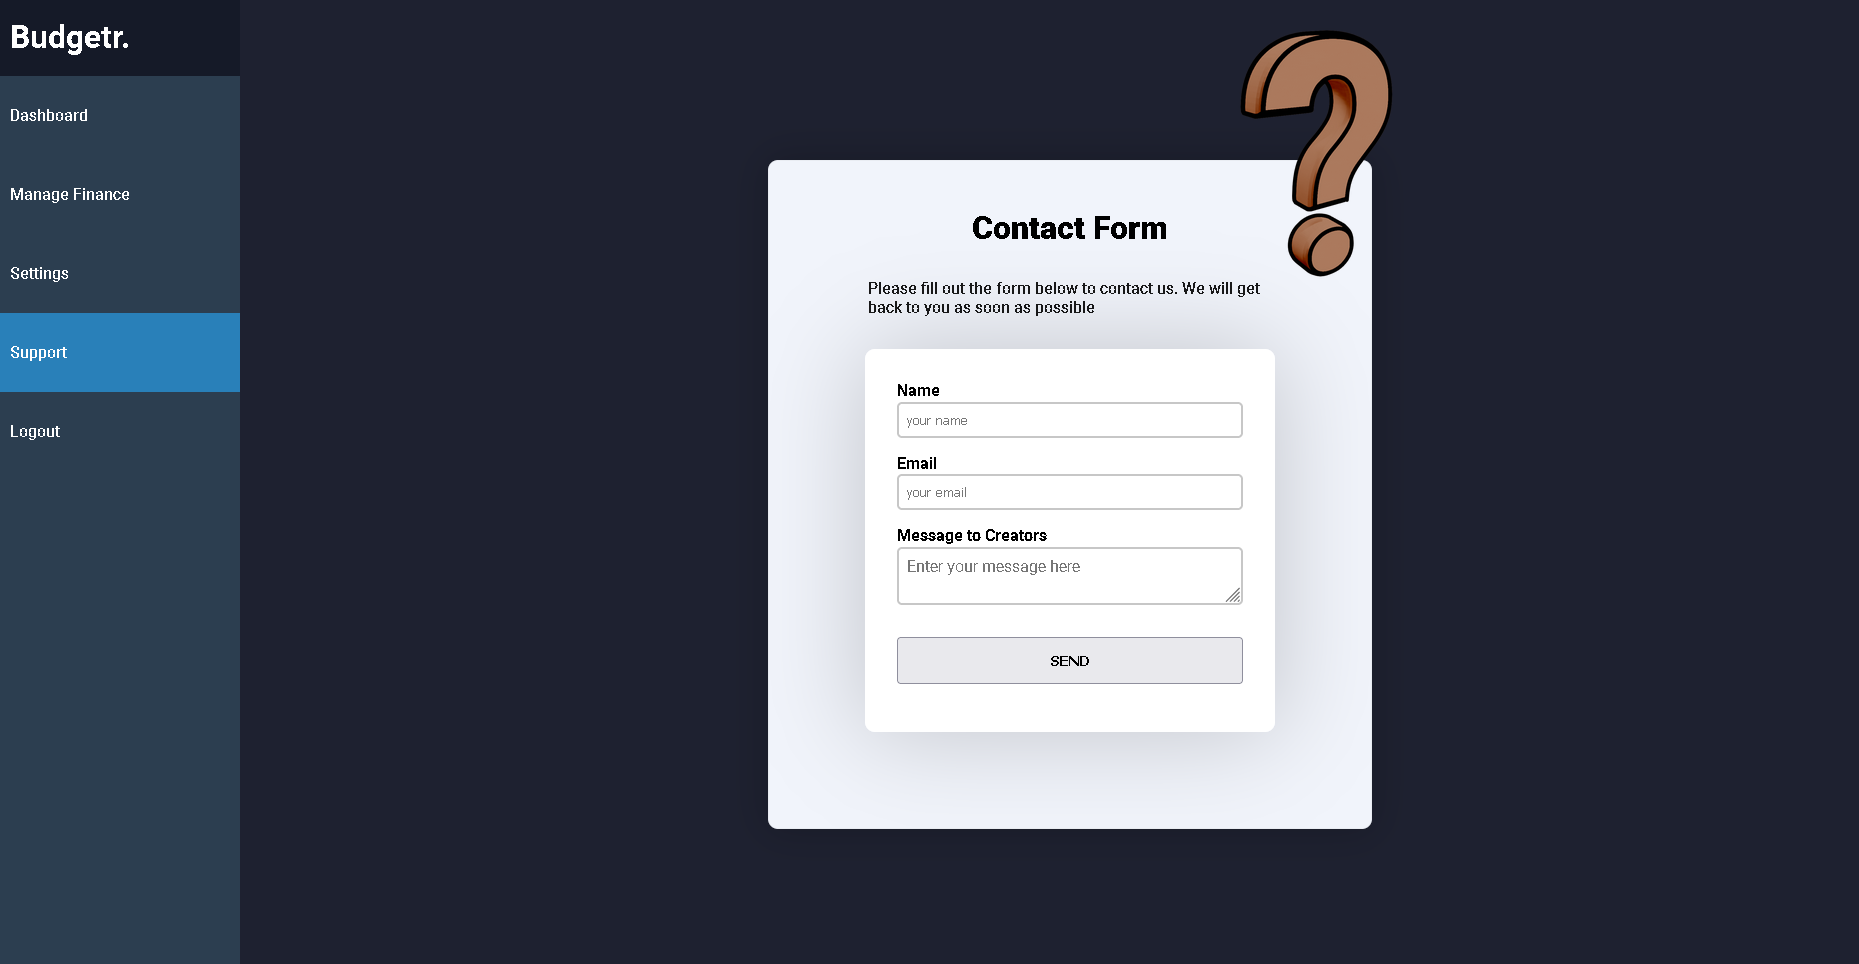 Budgetr.
Dashboard
Manage Finance
Settings
Support
Logout
?
Contact Form
Please fill out the form below to contact us. We will get
back to you as soon as possible
Name
your name
Email
your email
Message to Creators
Enter your message here
SEND